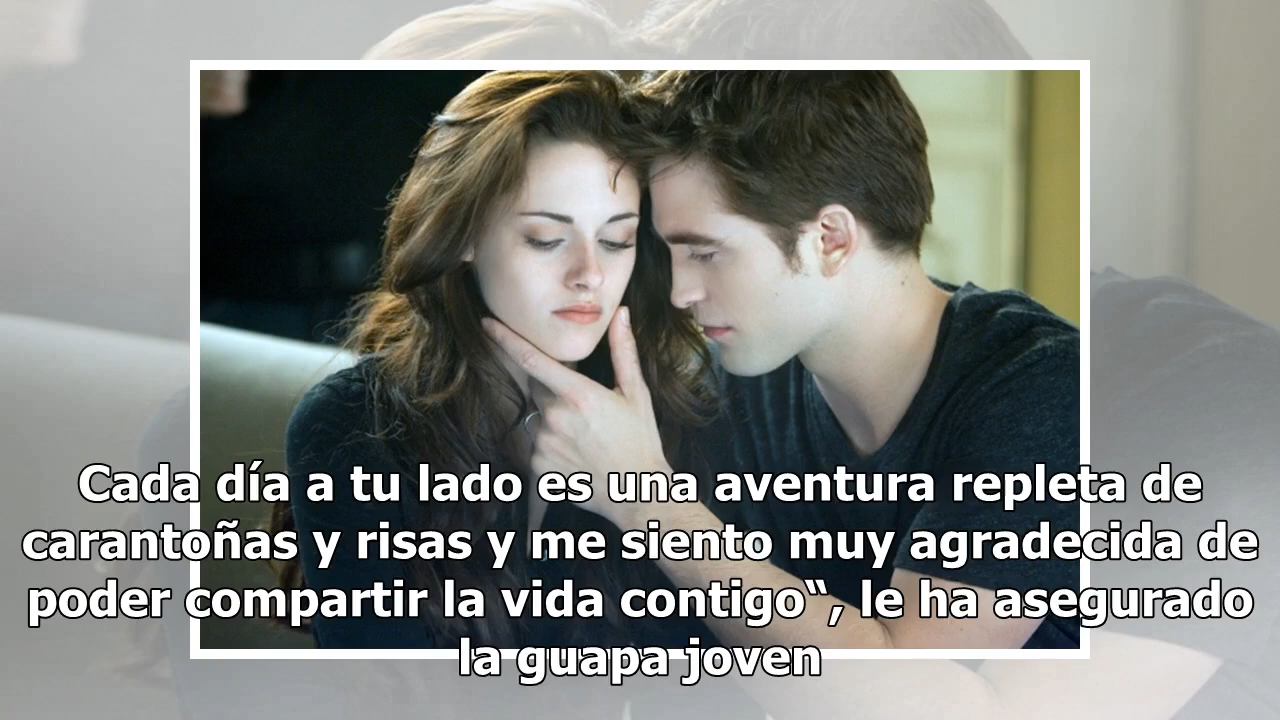 Cada día a tu lado es una aventura repleta de
carantoñas y risas y me siento muy agradecida de
poder compartir la vida contigo“, le ha asegurado
la guapa joven